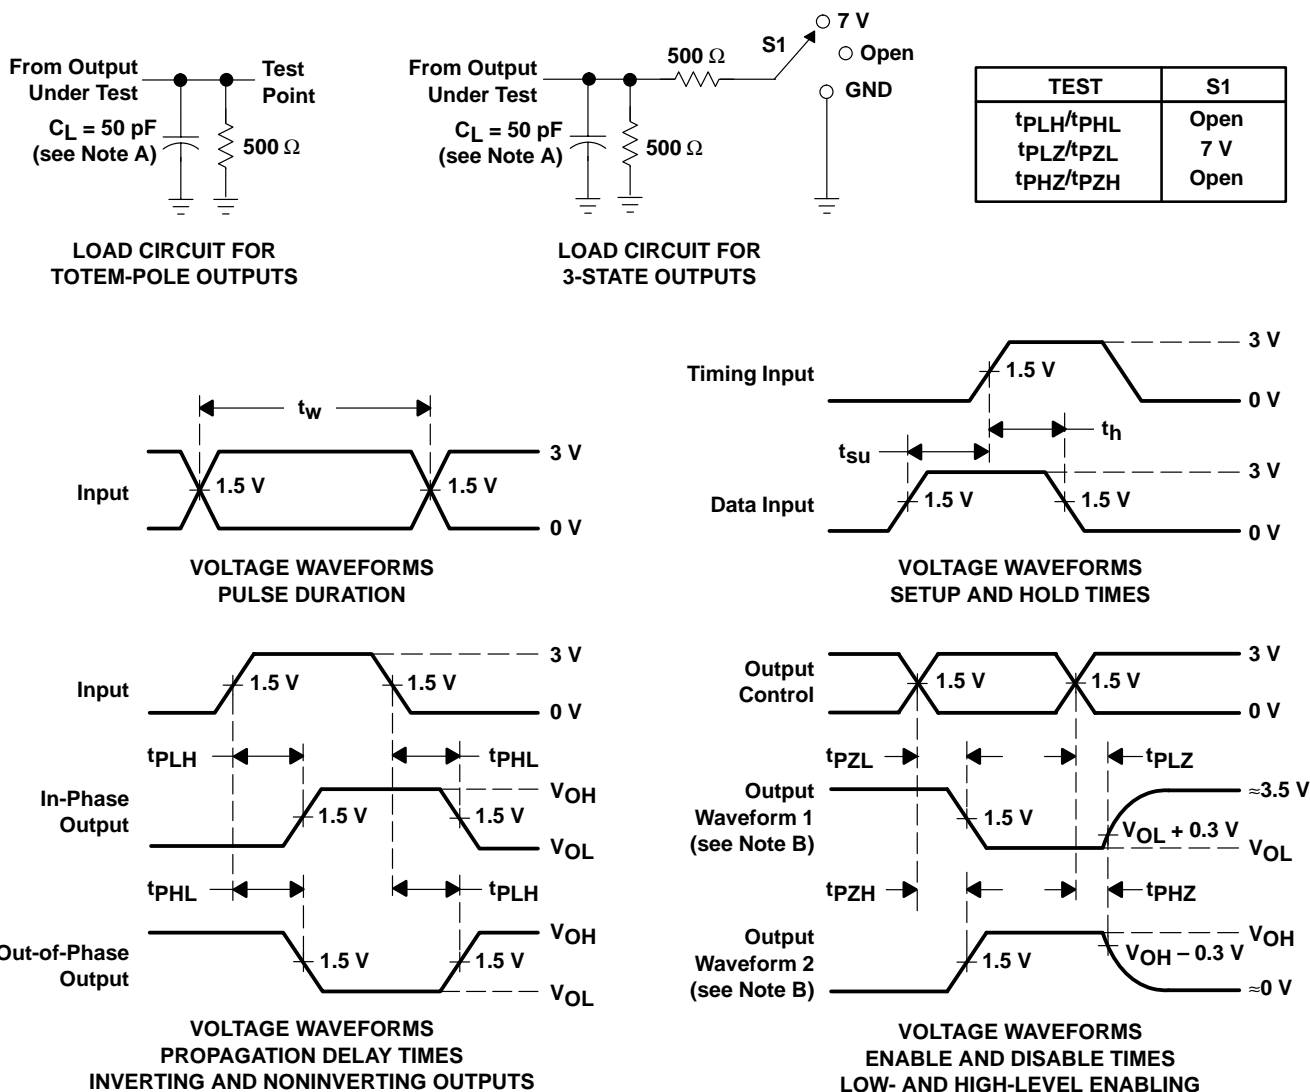 From Output
Under Test
Test
Point
CL = 50 pF
(see Note A)
500 Ω
LOAD CIRCUIT FOR
TOTEM-POLE OUTPUTS
From Output
Under Test
500 Ω
S1
7 V
Open
GND
CL = 50 pF
(see Note A)
500 Ω
LOAD CIRCUIT FOR
3-STATE OUTPUTS
TEST S1
tPLH/tPHL Open
tPLZ/tPZL 7 V
tPHZ/tPZH Open
tw
Input
1.5 V
1.5 V
3 V
0 V
VOLTAGE WAVEFORMS
PULSE DURATION
Timing Input
1.5 V
3 V
0 V
tsu
th
Data Input
1.5 V
1.5 V
3 V
0 V
VOLTAGE WAVEFORMS
SETUP AND HOLD TIMES
Input
1.5 V
1.5 V
3 V
0 V
tPLH
tPHL
In-Phase
Output
1.5 V
1.5 V
VOH
VOL
tPHL
tPLH
Out-of-Phase
Output
1.5 V
1.5 V
VOH
VOL
VOLTAGE WAVEFORMS
PROPAGATION DELAY TIMES
INVERTING AND NONINVERTING OUTPUTS
Output
Control
1.5 V
1.5 V
3 V
0 V
tPZL
tPLZ
Output
Waveform 1
(see Note B)
1.5 V
VOL + 0.3 V
≈3.5 V
VOL
tPZH
tPHZ
Output
Waveform 2
(see Note B)
1.5 V
VOH – 0.3 V
VOH
≈0 V
VOLTAGE WAVEFORMS
ENABLE AND DISABLE TIMES
LOW- AND HIGH-LEVEL ENABLING